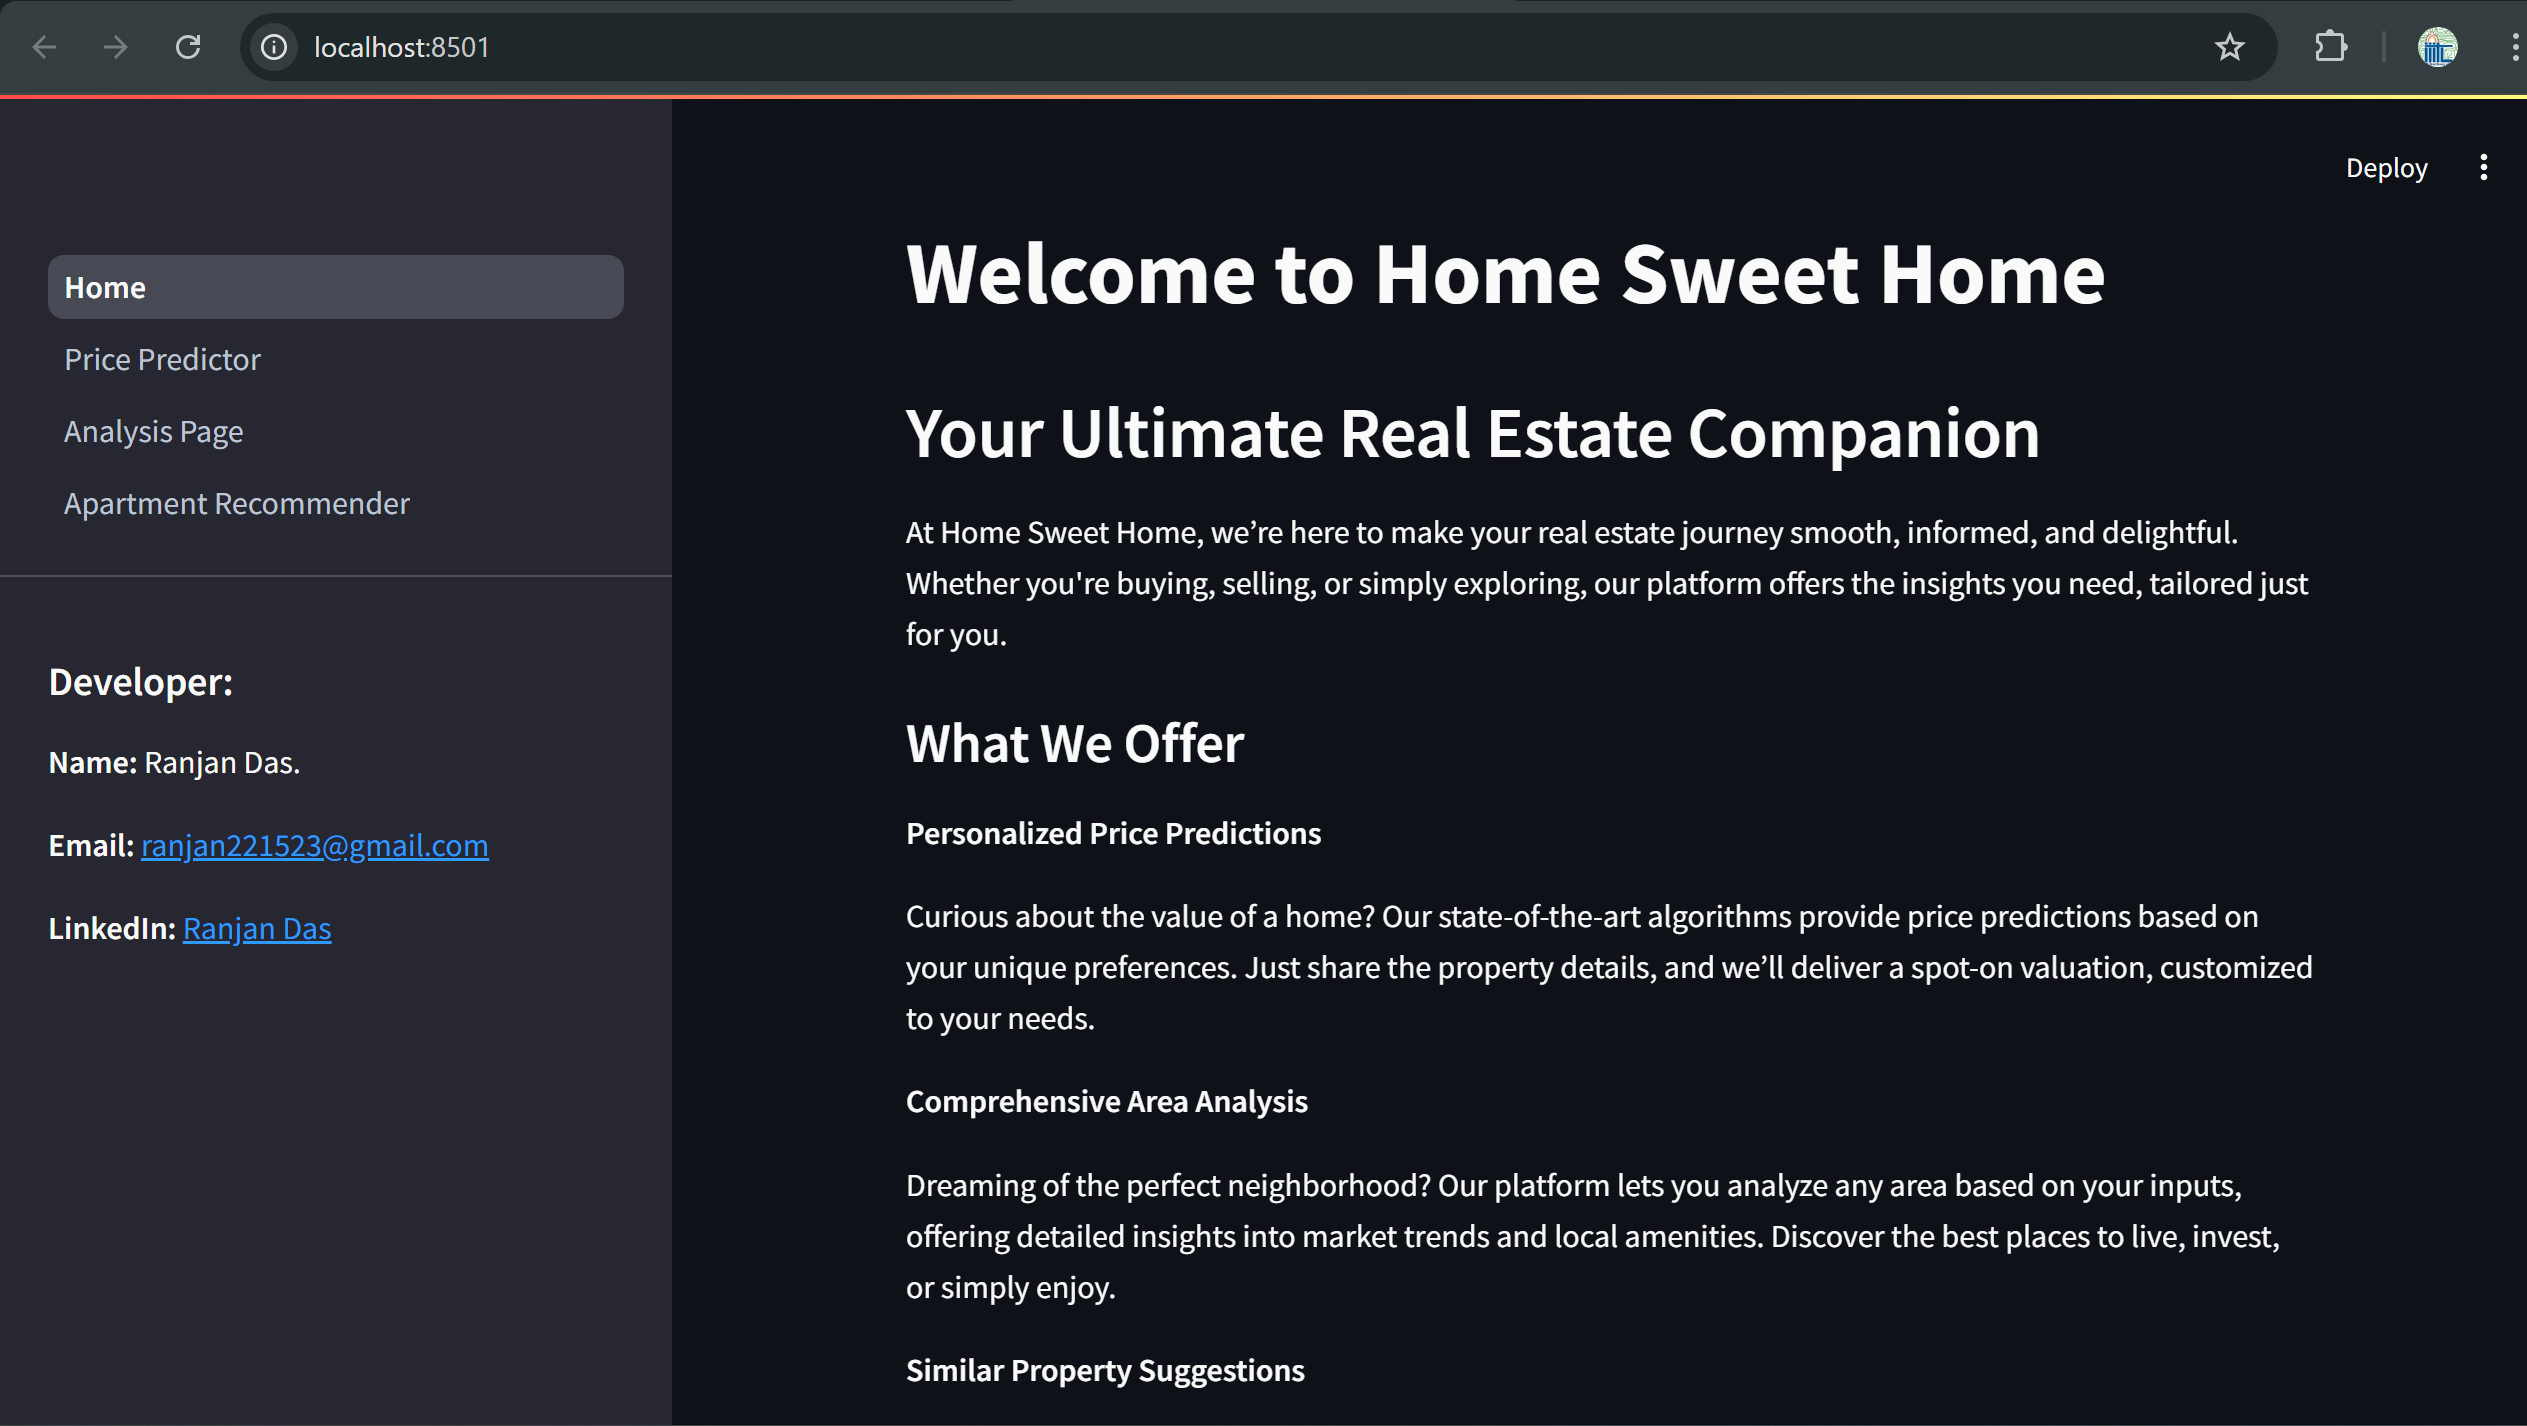 localhost:8501
Deploy
Home
Price Predictor
Analysis Page
Apartment Recommender
Developer:
Name: Ranjan Das.
Email: ranjan221523@gmail.com
LinkedIn: Ranjan Das
Welcome to Home Sweet Home
Your Ultimate Real Estate Companion
At Home Sweet Home, we’re here to make your real estate journey smooth, informed, and delightful.
Whether you're buying, selling, or simply exploring, our platform offers the insights you need, tailored just
for you.
What We Offer
Personalized Price Predictions
Curious about the value of a home? Our state-of-the-art algorithms provide price predictions based on
your unique preferences. Just share the property details, and we’ll deliver a spot-on valuation, customized
to your needs.
Comprehensive Area Analysis
Dreaming of the perfect neighborhood? Our platform lets you analyze any area based on your inputs,
offering detailed insights into market trends and local amenities. Discover the best places to live, invest,
or simply enjoy.
Similar Property Suggestions